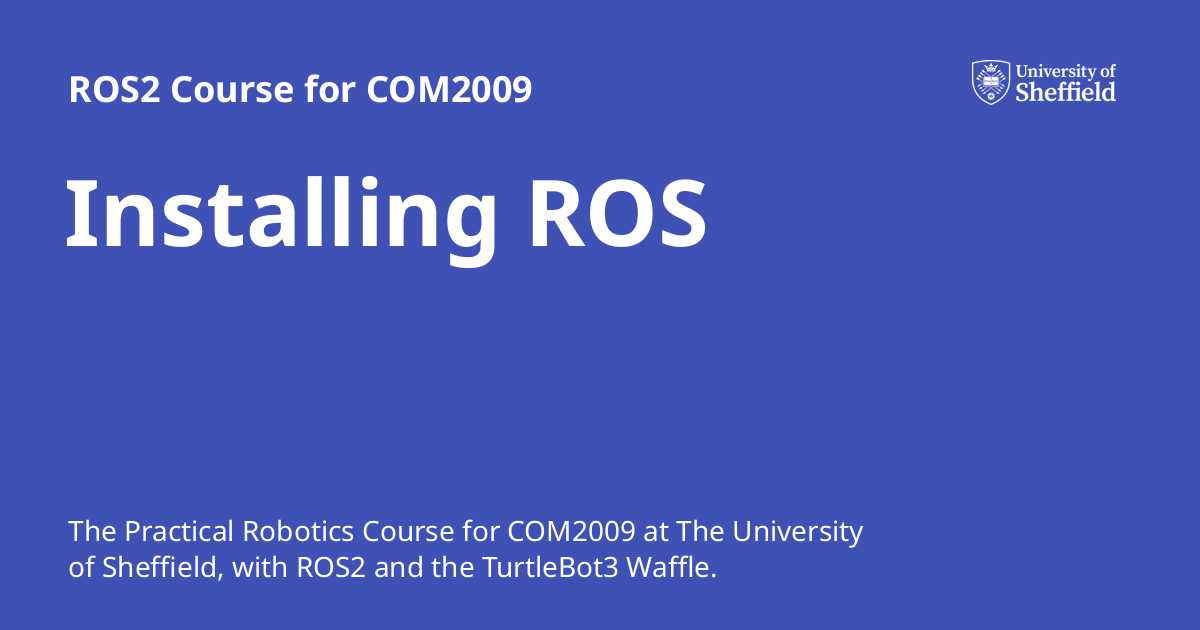 ROS2 Course for COM2009
University of
Sheffield
Installing ROS
The Practical Robotics Course for COM2009 at The University
of Sheffield, with ROS2 and the TurtleBot3 Waffle.